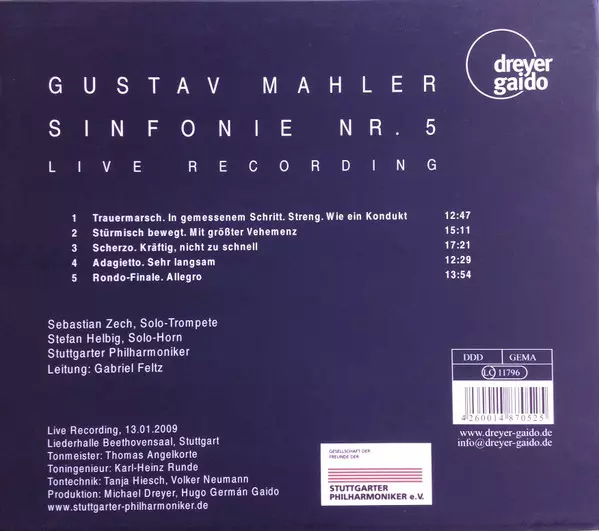 dreyer
gaido
GUSTAV MAHLER
SINFONIE NR. 5
LIVE RECORDING
1 Trauermarsch. In gemessenem Schritt. Streng. Wie ein Kondukt 12:47
2 Stürmisch bewegt. Mit größter Vehemenz 15:11
3 Scherzo. Kräftig, nicht zu schnell 17:21
4 Adagietto. Sehr langsam 12:29
5 Rondo-Finale. Allegro 13:54
Sebastian Zech, Solo-Trompete
Stefan Helbig, Solo-Horn
Stuttgarter Philharmoniker
Leitung: Gabriel Feltz
DDD GEMA
LC 11796
4260014870525
www.dreyer-gaido.de
info@dreyer-gaido.de
Live Recording, 13.01.2009
Liederhalle Beethovensaal, Stuttgart
Tonmeister: Thomas Angelkorte
Toningenieur: Karl-Heinz Runde
Tontechnik: Tanja Hiesch, Volker Neumann
Produktion: Michael Dreyer, Hugo Germán Gaido
www.stuttgarter-philharmoniker.de
GESELLSCHAFT DER
FREUNDE DER
STUTTGARTER
PHILHARMONIKER e.V.